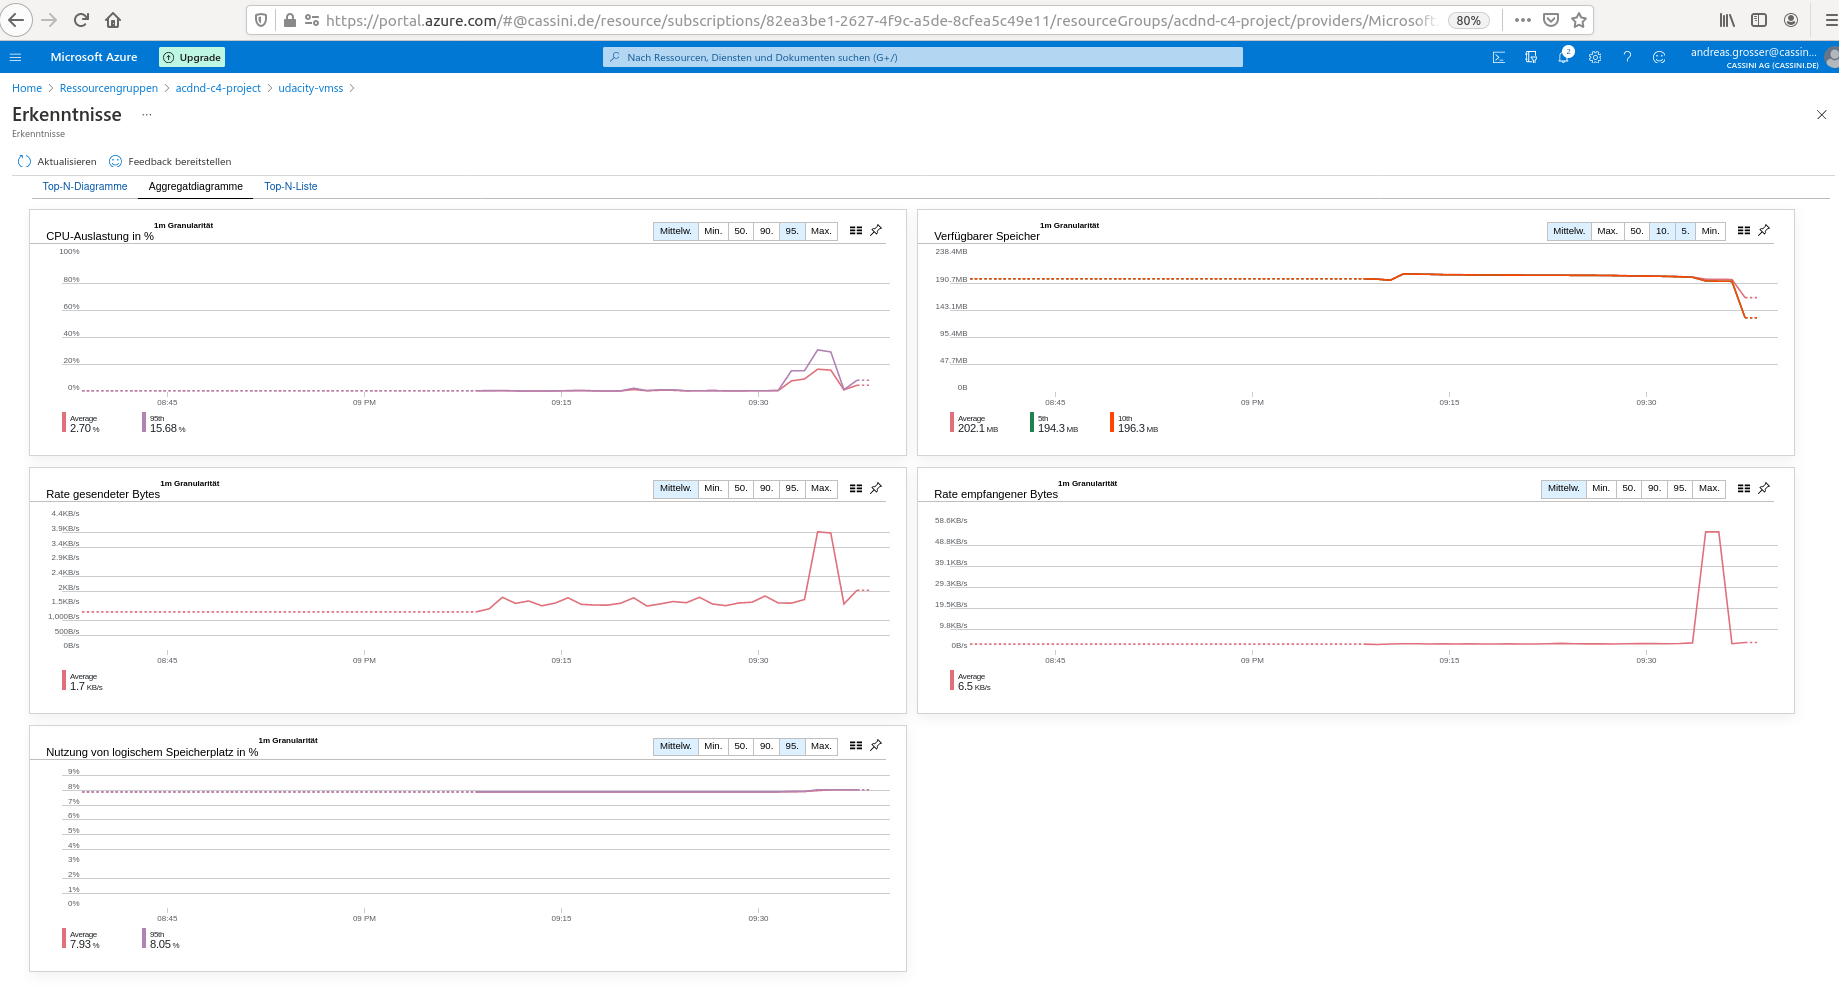 https://portal.azure.com/#@cassini.de/resource/subscriptions/82ea3be1-2627-4f9c-a5de-8cfea5c49e11/resourceGroups/acdnd-c4-project/providers/Microsoft. 80%
Microsoft Azure Upgrade Nach Ressourcen, Diensten und Dokumenten suchen (G+/) 2 andreas.grosser@cassin...
CASSINI AG (CASSINI.DE)
Home > Ressourcengruppen > acdnd-c4-project > udacity-vmss >
Erkenntnisse ...
Erkenntnisse
Aktualisieren Feedback bereitstellen
Top-N-Diagramme Aggregatdiagramme Top-N-Liste
1m Granularität
CPU-Auslastung in % Mittelw. Min. 50. 90. 95. Max.
100%
80%
60%
40%
20%
0%
08:45 09 PM 09:15 09:30
Average 95th
2.70 % 15.68 %
1m Granularität
Verfügbarer Speicher Mittelw. Max. 50. 10. 5. Min.
238.4MB
190.7MB
143.1MB
95.4MB
47.7MB
0B
08:45 09 PM 09:15 09:30
Average 5th 10th
202.1 MB 194.3 MB 196.3 MB
1m Granularität
Rate gesendeter Bytes Mittelw. Min. 50. 90. 95. Max.
4.4KB/s
3.9KB/s
3.4KB/s
2.9KB/s
2.4KB/s
2KB/s
1.5KB/s
1,000B/s
500B/s
0B/s
08:45 09 PM 09:15 09:30
Average
1.7 KB/s
1m Granularität
Rate empfangener Bytes Mittelw. Min. 50. 90. 95. Max.
58.6KB/s
48.8KB/s
39.1KB/s
29.3KB/s
19.5KB/s
9.8KB/s
0B/s
08:45 09 PM 09:15 09:30
Average
6.5 KB/s
1m Granularität
Nutzung von logischem Speicherplatz in % Mittelw. Min. 50. 90. 95. Max.
9%
8%
7%
6%
5%
4%
3%
2%
1%
0%
08:45 09 PM 09:15 09:30
Average 95th
7.93 % 8.05 %